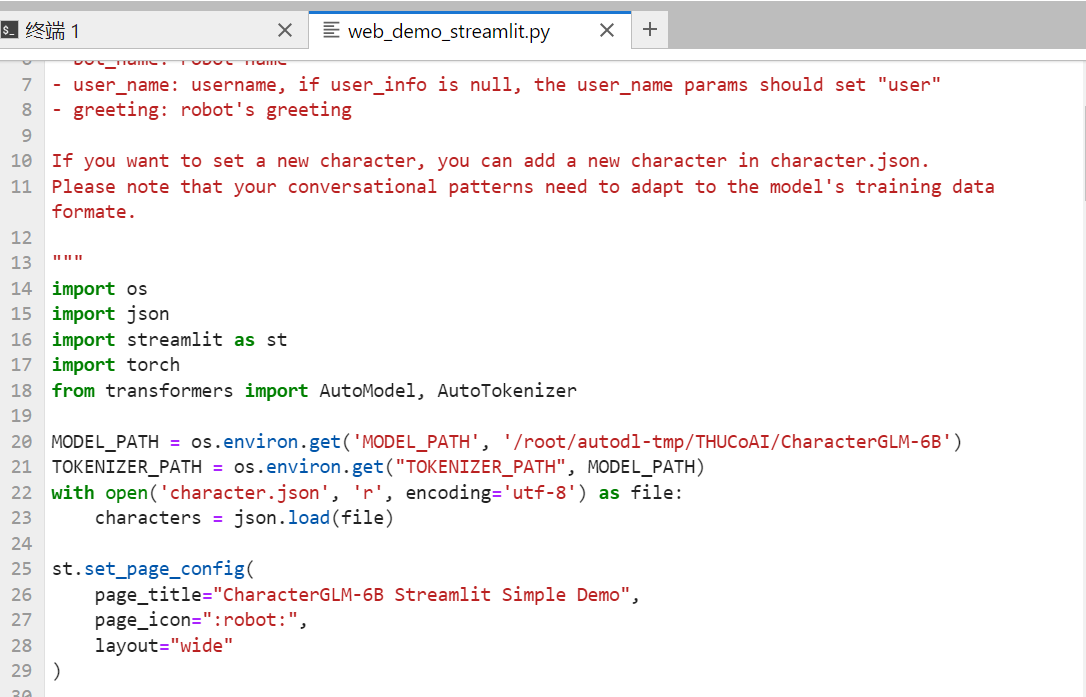 终端 1
web_demo_streamlit.py
6 - bot_name: robot name
7 - user_name: username, if user_info is null, the user_name params should set "user"
8 - greeting: robot's greeting
9
10 If you want to set a new character, you can add a new character in character.json.
11 Please note that your conversational patterns need to adapt to the model's training data
formate.
12
13 """
14 import os
15 import json
16 import streamlit as st
17 import torch
18 from transformers import AutoModel, AutoTokenizer
19
20 MODEL_PATH = os.environ.get('MODEL_PATH', '/root/autodl-tmp/THUCoAI/CharacterGLM-6B')
21 TOKENIZER_PATH = os.environ.get("TOKENIZER_PATH", MODEL_PATH)
22 with open('character.json', 'r', encoding='utf-8') as file:
23     characters = json.load(file)
24
25 st.set_page_config(
26     page_title="CharacterGLM-6B Streamlit Simple Demo",
27     page_icon=":robot:",
28     layout="wide"
29 )
30